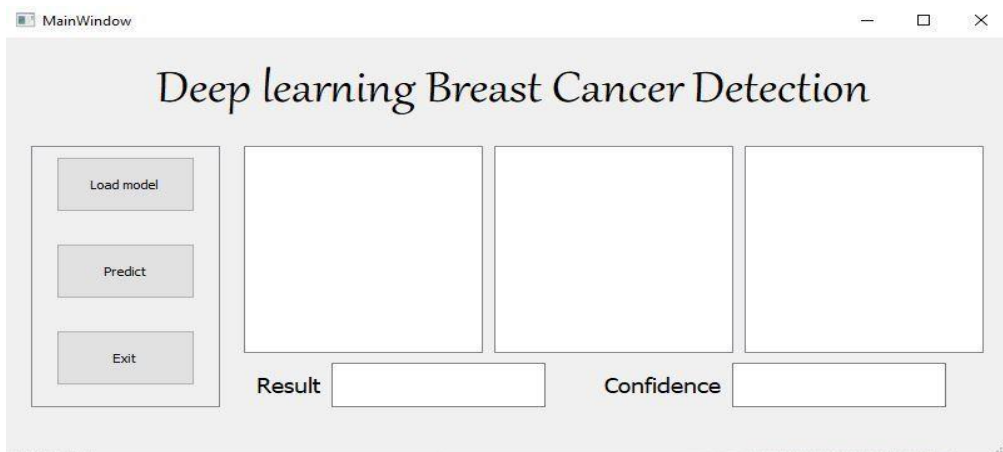 MainWindow
Deep learning Breast Cancer Detection
Load model
Predict
Exit
Result
Confidence